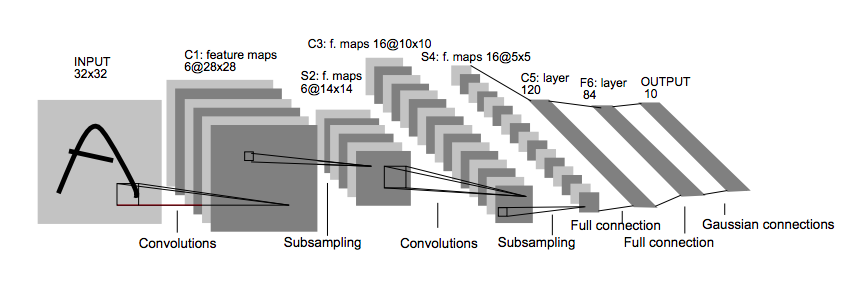 INPUT
32x32
C1: feature maps
6@28x28
S2: f. maps
6@14x14
C3: f. maps 16@10x10
S4: f. maps 16@5x5
C5: layer
120
F6: layer
84
OUTPUT
10
Convolutions
Subsampling
Convolutions
Subsampling
Full connection
Full connection
Gaussian connections
A